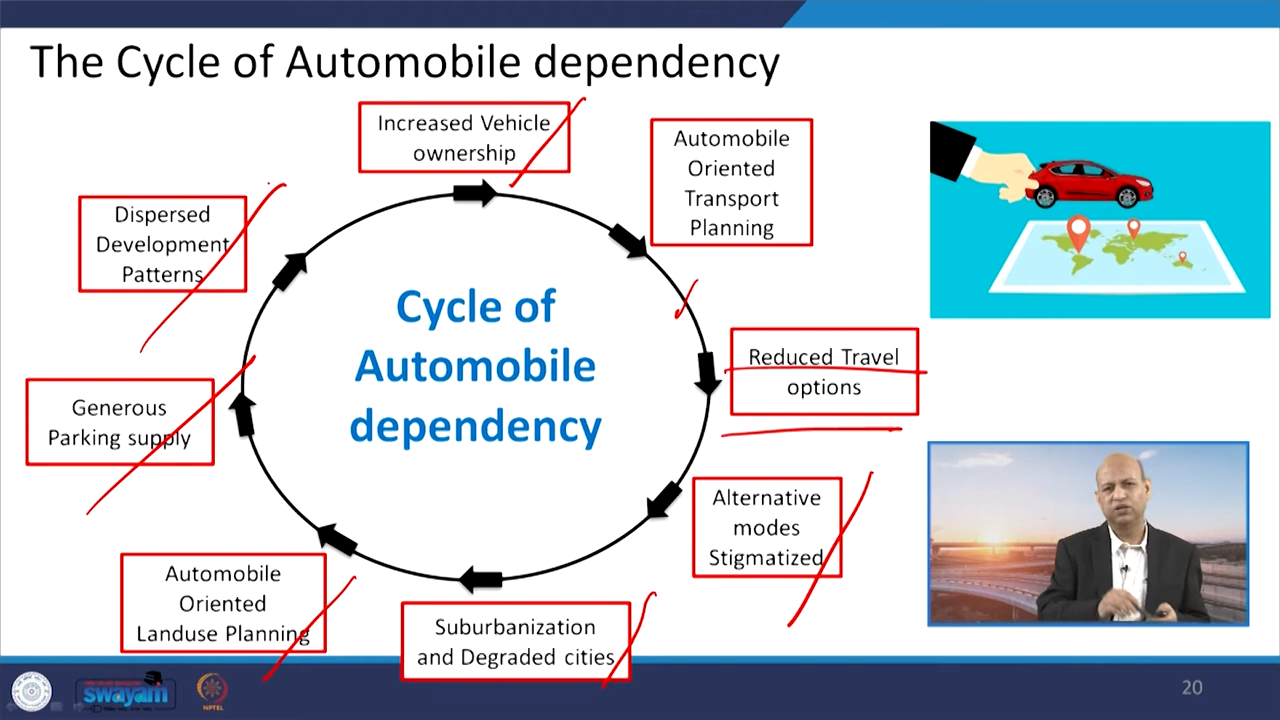 The Cycle of Automobile dependency
Increased Vehicle
ownership
Automobile
Oriented
Transport
Planning
Reduced Travel
options
Alternative
modes
Stigmatized
Suburbanization
and Degraded cities
Automobile
Oriented
Landuse Planning
Generous
Parking supply
Dispersed
Development
Patterns
Cycle of
Automobile
dependency
swayam
NPTEL
20